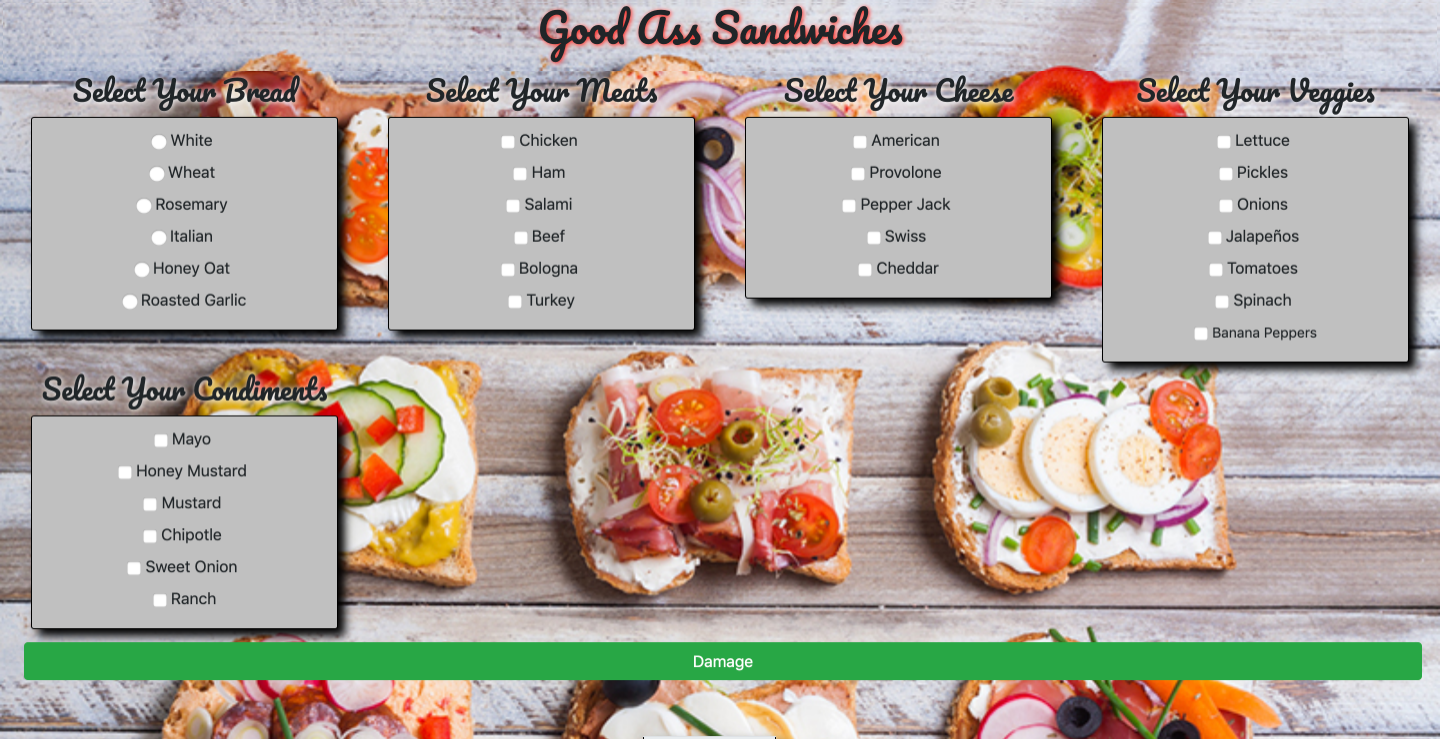 Good Ass Sandwiches
Select Your Bread
White
Wheat
Rosemary
Italian
Honey Oat
Roasted Garlic
Select Your Meats
Chicken
Ham
Salami
Beef
Bologna
Turkey
Select Your Cheese
American
Provolone
Pepper Jack
Swiss
Cheddar
Select Your Veggies
Lettuce
Pickles
Onions
Jalapeños
Tomatoes
Spinach
Banana Peppers
Select Your Condiments
Mayo
Honey Mustard
Mustard
Chipotle
Sweet Onion
Ranch
Damage